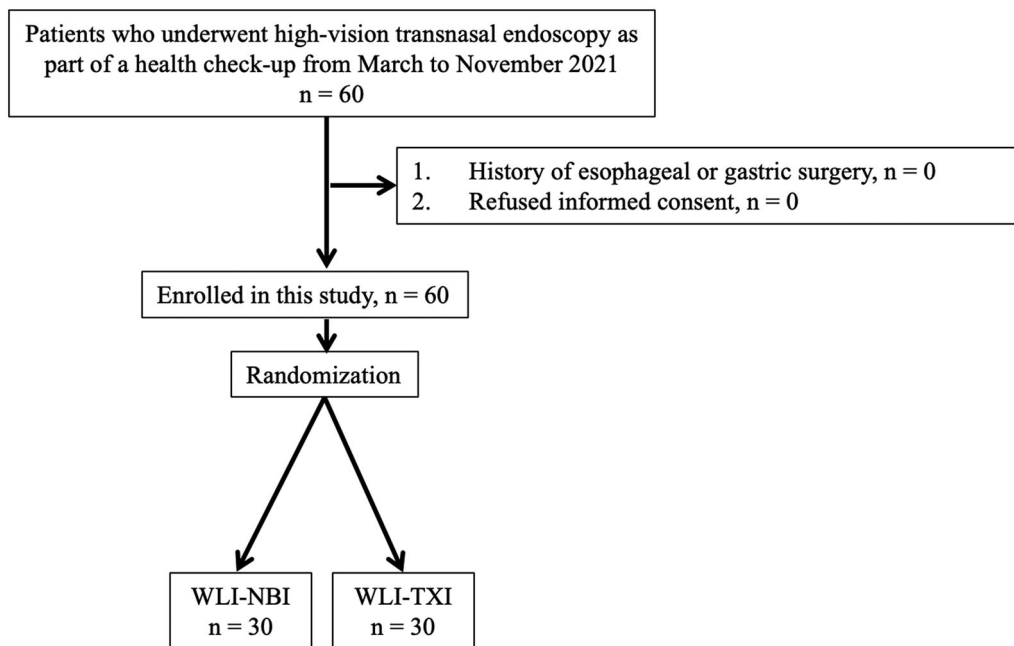 Patients who underwent high-vision transnasal endoscopy as
part of a health check-up from March to November 2021
n = 60
1. History of esophageal or gastric surgery, n = 0
2. Refused informed consent, n = 0
Enrolled in this study, n = 60
Randomization
WLI-NBI
n = 30
WLI-TXI
n = 30